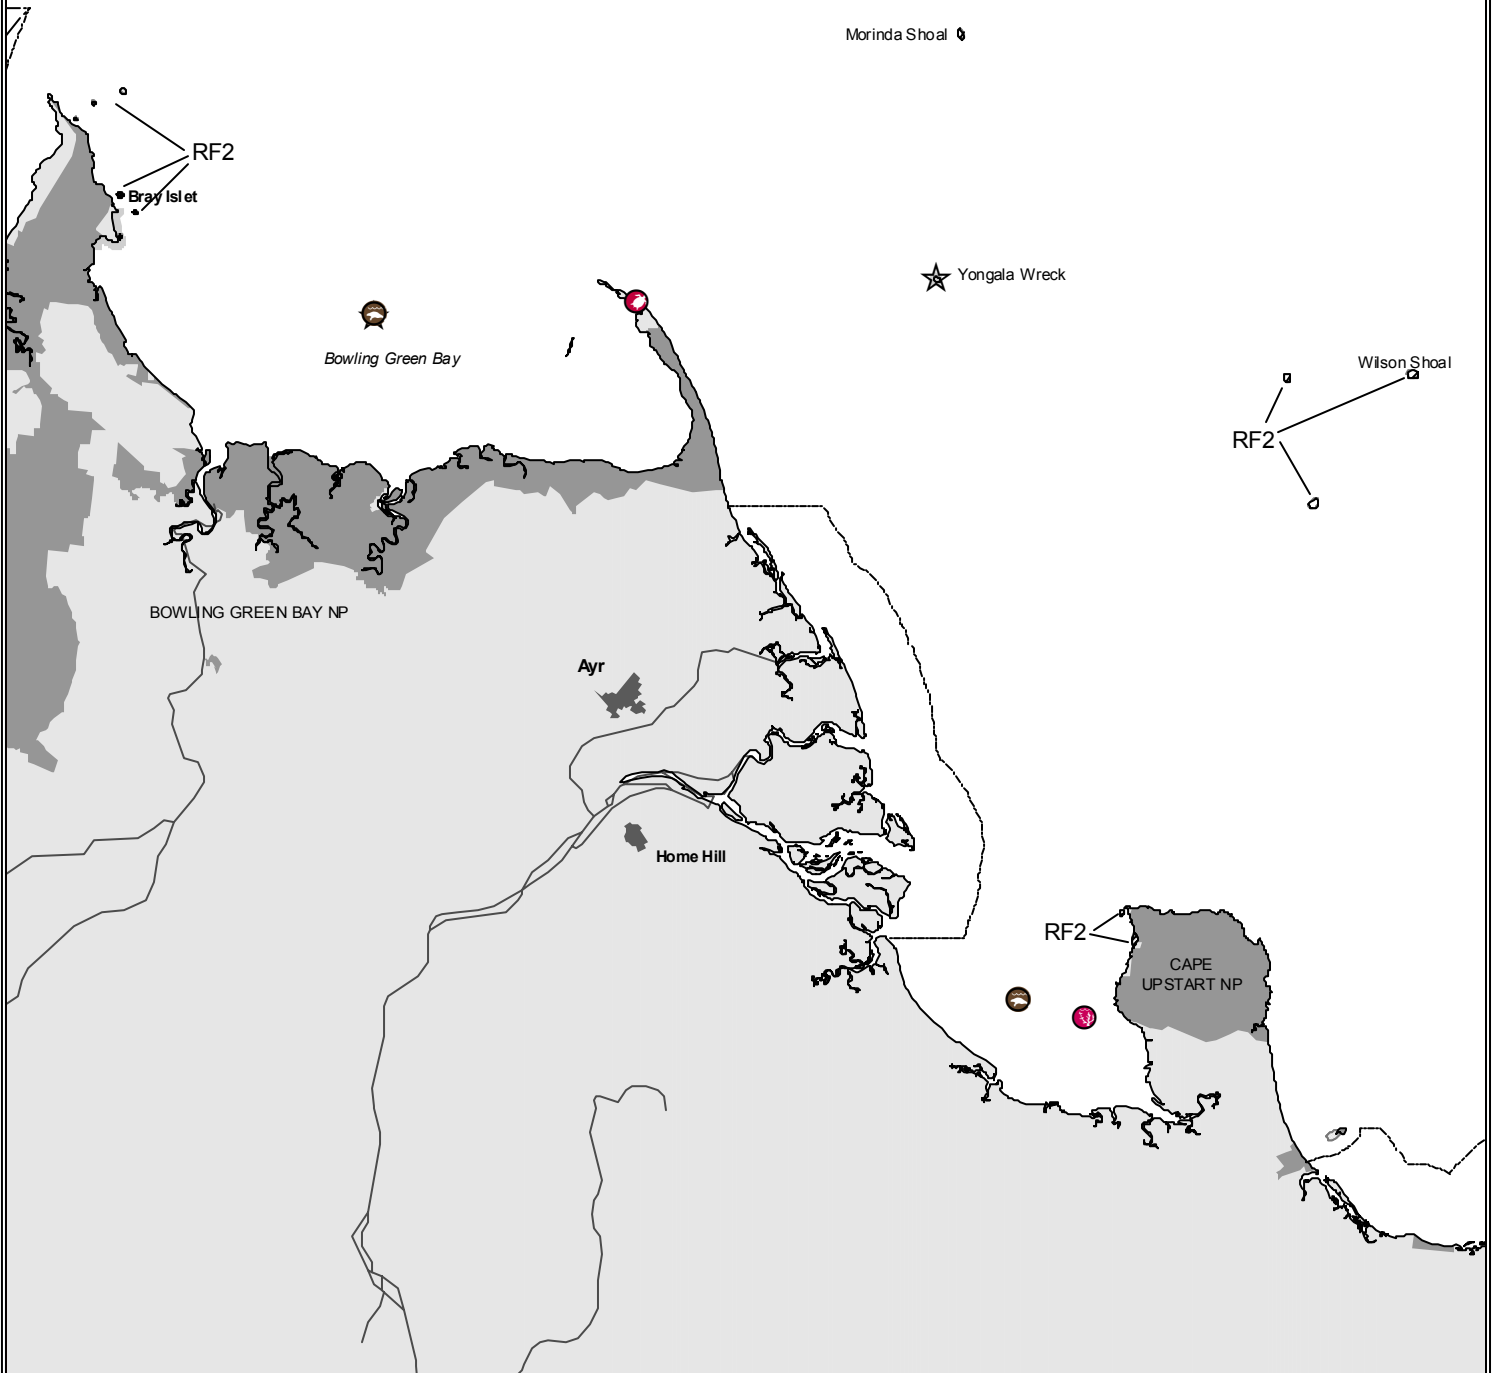 Morinda Shoal
RF2
Bray Islet
Yongala Wreck
Bowling Green Bay
Wilson Shoal
RF2
BOWLING GREEN BAY NP
Ayr
Home Hill
RF2
CAPE
UPSTART NP